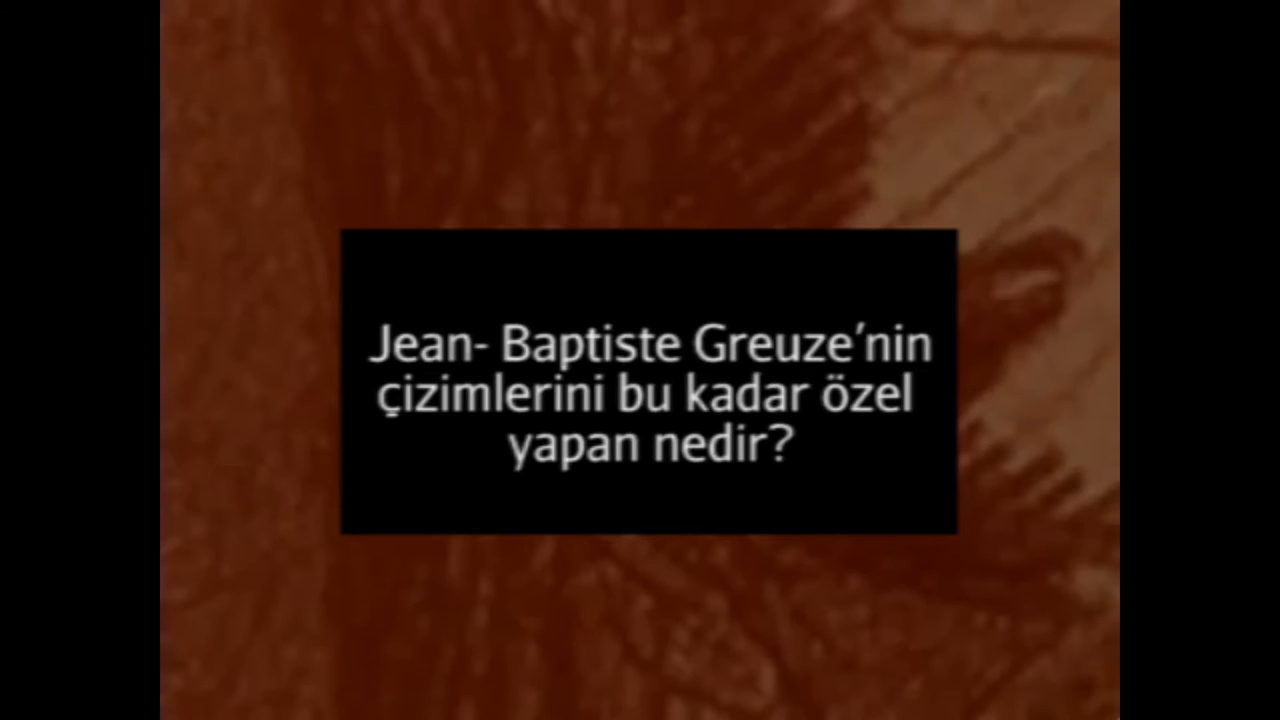 Jean- Baptiste Greuze’nin
çizimlerini bu kadar özel
yapan nedir?